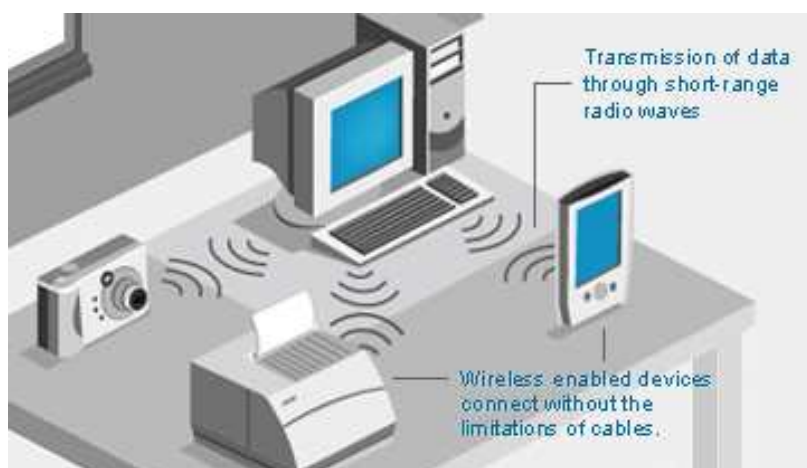 Transmission of data
through short-range
radio waves
Wireless enabled devices
connect without the
limitations of cables.